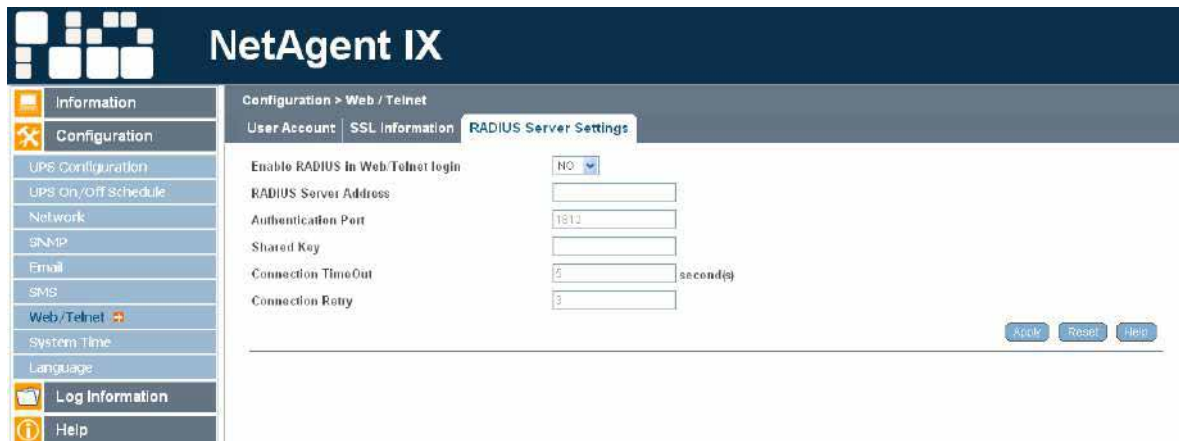 NetAgent IX
Information
Configuration
UPS Configuration
UPS On/Off Schedule
Network
SNMP
Email
SMS
Web/Telnet
System Time
Language
Log Information
Help
Configuration > Web / Telnet
User Account | SSL Information | RADIUS Server Settings
Enable RADIUS in Web/Telnet login NO
RADIUS Server Address
Authentication Port 1812
Shared Key
Connection TimeOut 5 second(s)
Connection Retry 3
Apply Reset Help